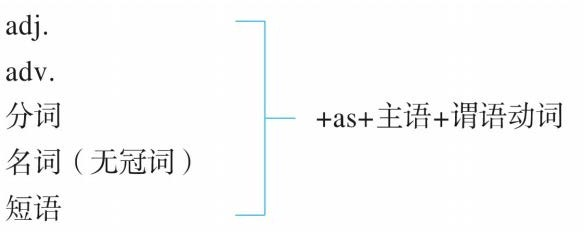 adj.
adv.
分词
名词（无冠词）
短语
+as+主语+谓语动词